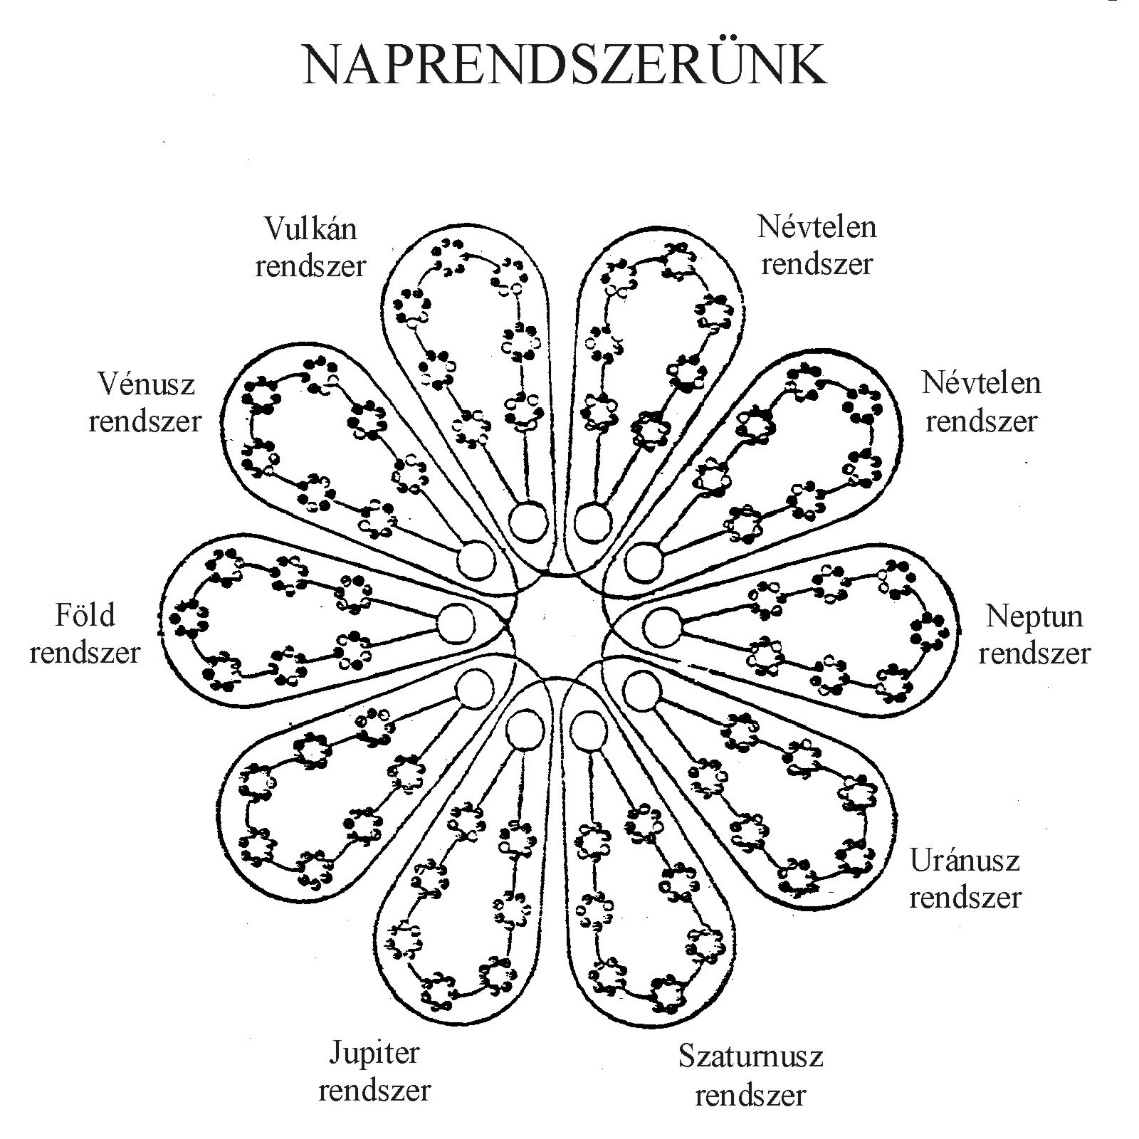 NAPRENDSZERÜNK
Vulkán
rendszer
Névtelen
rendszer
Vénusz
rendszer
Névtelen
rendszer
Föld
rendszer
Neptun
rendszer
Uránusz
rendszer
Jupiter
rendszer
Szaturnusz
rendszer